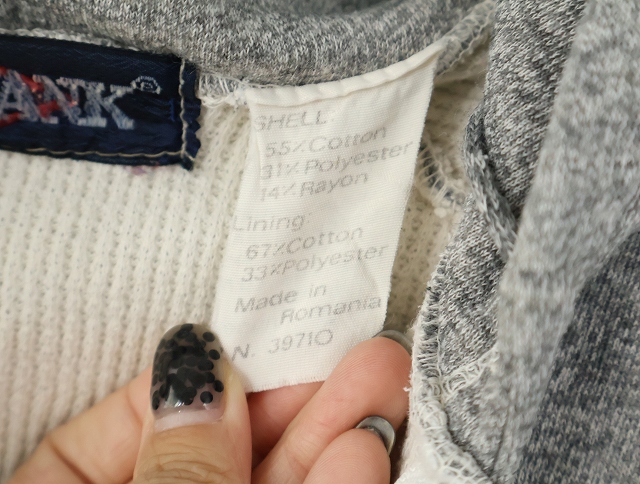 ANK®
SHELL:
55%Cotton
31%Polyester
14%Rayon
Lining:
67%Cotton
33%Polyester
Made in
Romania
N. 39710